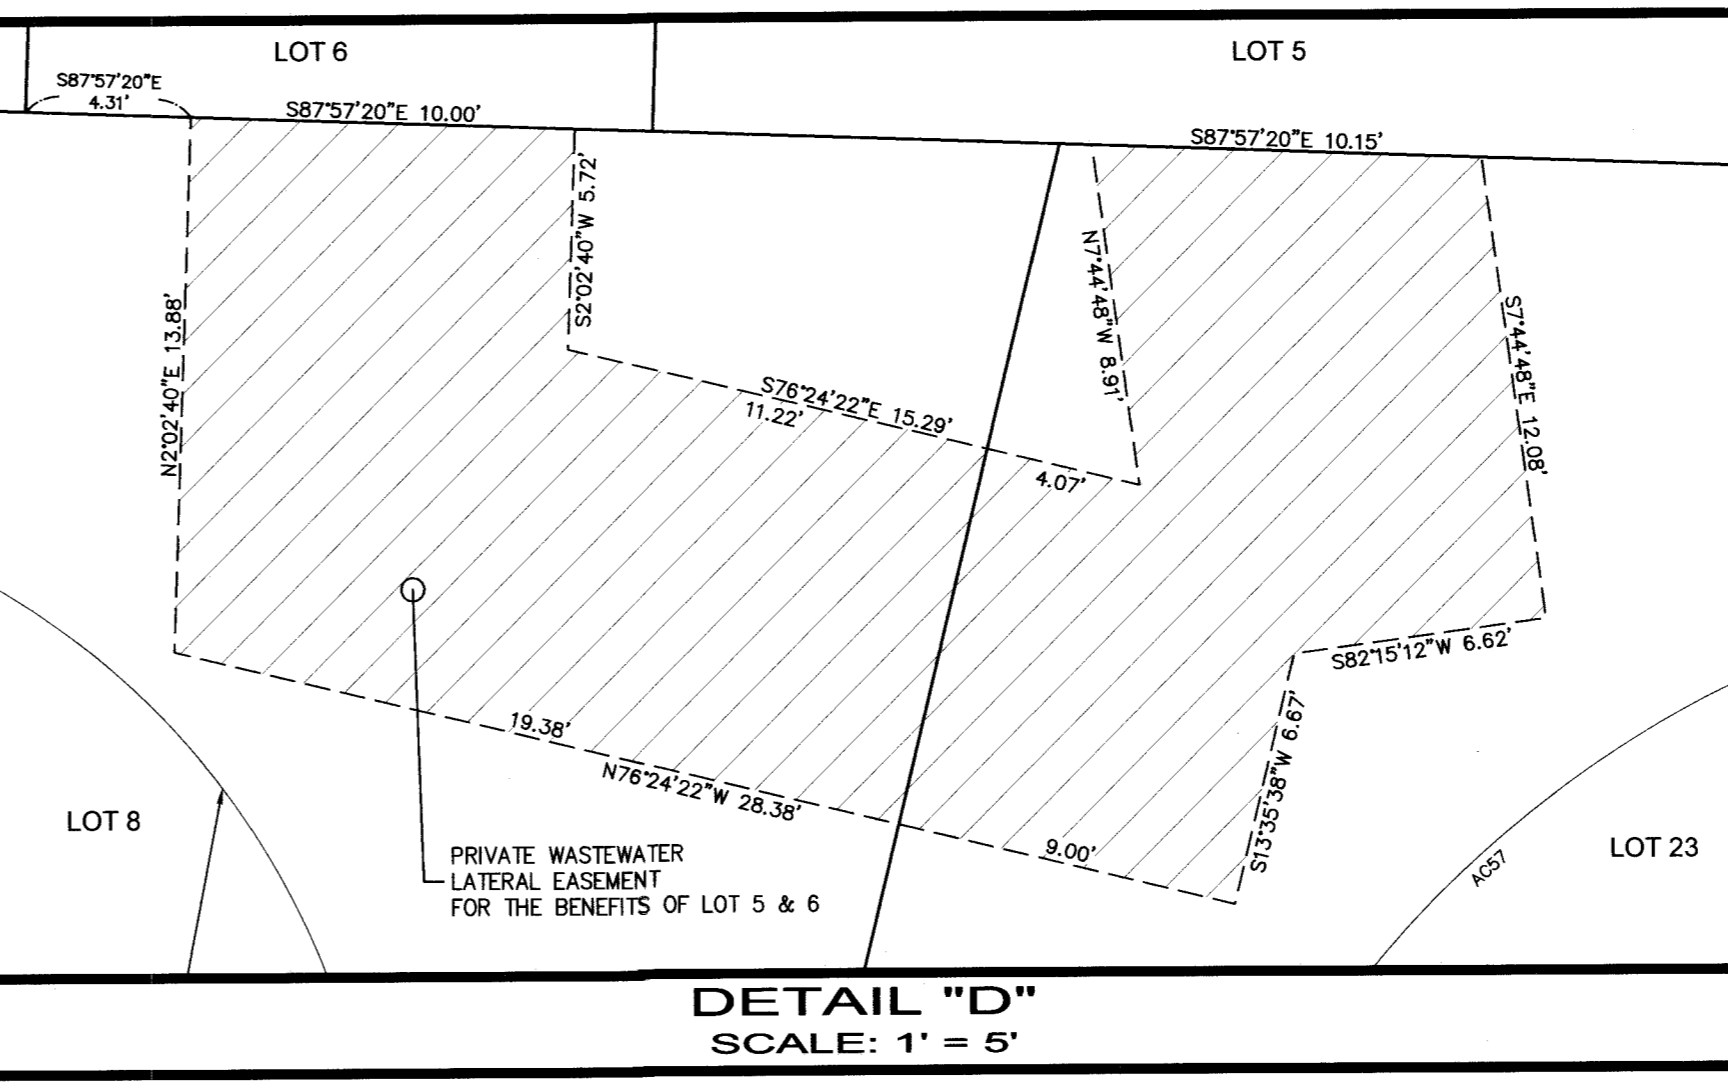 LOT 6
LOT 5
S87°57'20"E
4.31'
S87°57'20"E 10.00'
S87°57'20"E 10.15'
S2°02'40"W 5.72'
N7°44'48"W 8.91'
N2°02'40"E 13.88'
S7°44'48"E 12.08'
S76°24'22"E 15.29'
11.22'
4.07'
S82°15'12"W 6.62'
19.38'
N76°24'22"W 28.38'
S13°35'38"W 6.67'
9.00'
LOT 8
PRIVATE WASTEWATER
LATERAL EASEMENT
FOR THE BENEFITS OF LOT 5 & 6
LOT 23
AC57
DETAIL "D"
SCALE: 1' = 5'